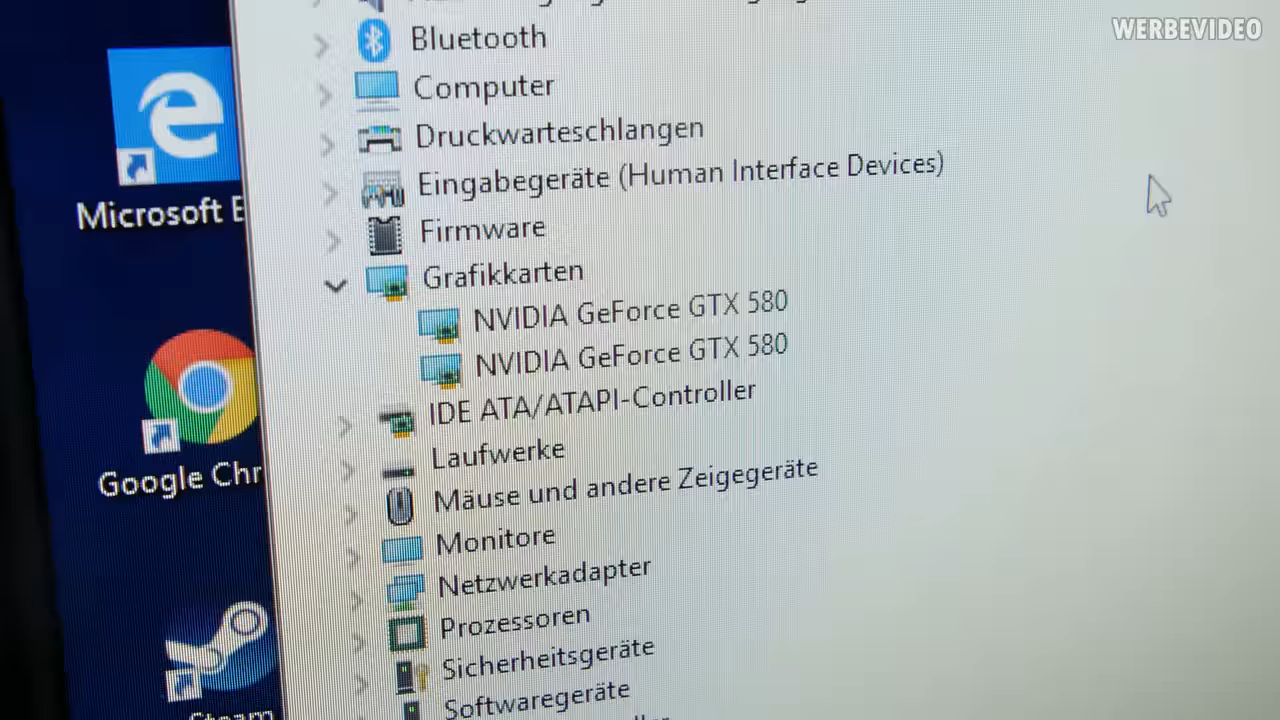 WERBEVIDEO
Bluetooth
Computer
Druckwarteschlangen
Eingabegeräte (Human Interface Devices)
Microsoft E
Firmware
Grafikkarten
NVIDIA GeForce GTX 580
NVIDIA GeForce GTX 580
IDE ATA/ATAPI-Controller
Laufwerke
Google Chr
Mäuse und andere Zeigegeräte
Monitore
Netzwerkadapter
Prozessoren
Sicherheitsgeräte
Softwaregeräte
Steam